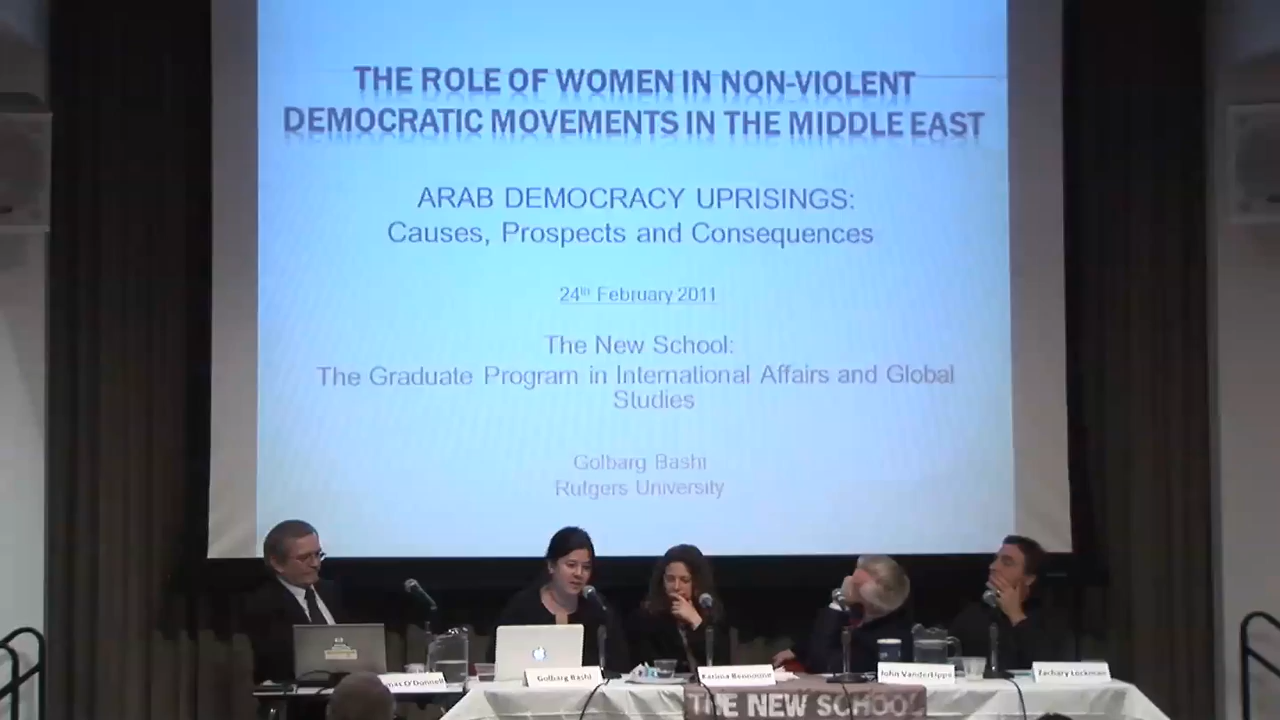 THE ROLE OF WOMEN IN NON-VIOLENT
DEMOCRATIC MOVEMENTS IN THE MIDDLE EAST
ARAB DEMOCRACY UPRISINGS:
Causes, Prospects and Consequences
24th February 2011
The New School:
The Graduate Program in International Affairs and Global
Studies
Golbarg Bashi
Rutgers University
mas O'Donnell
Golbarg Bashi
Karima Bennoune
John VanderLippe
Zachary Lockman
THE NEW SCHOOL